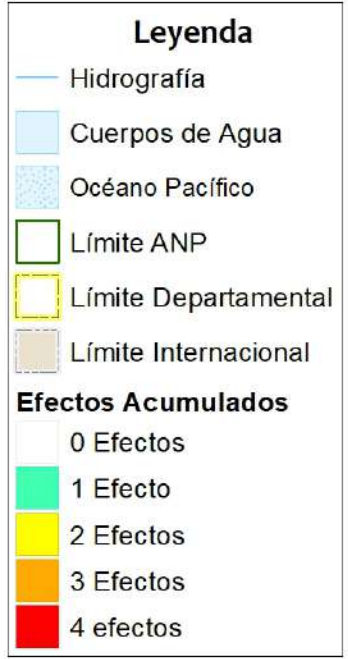 Leyenda
Hidrografía
Cuerpos de Agua
Océano Pacífico
Límite ANP
Límite Departamental
Límite Internacional
Efectos Acumulados
0 Efectos
1 Efecto
2 Efectos
3 Efectos
4 efectos